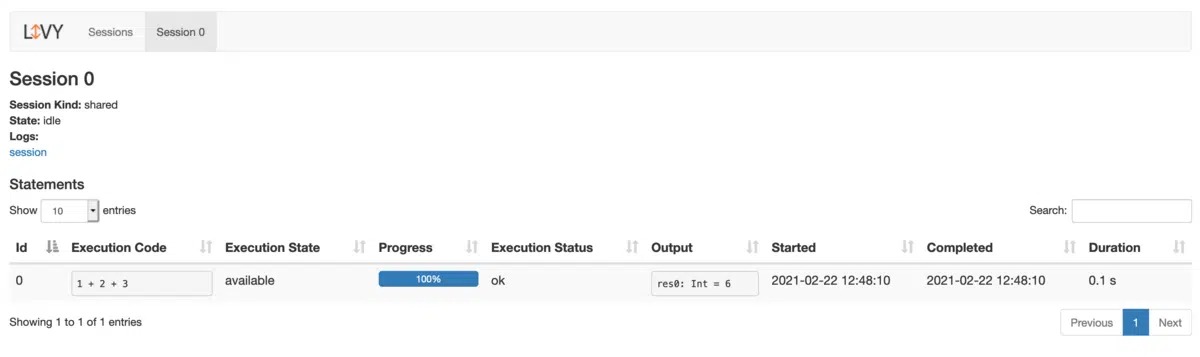 LIVY Sessions Session 0
Session 0
Session Kind: shared
State: idle
Logs:
session
Statements
Show 10 entries Search:
Id Execution Code Execution State Progress Execution Status Output Started Completed Duration
0 1 + 2 + 3 available 100% ok res0: Int = 6 2021-02-22 12:48:10 2021-02-22 12:48:10 0.1 s
Showing 1 to 1 of 1 entries Previous 1 Next